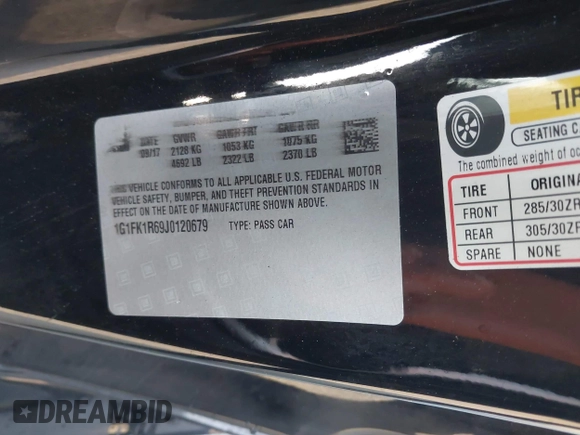 DATE GVWR GAWR FRT GAWR RR
09/17 2128 KG 1053 KG 1075 KG
4692 LB 2322 LB 2370 LB
VEHICLE CONFORMS TO ALL APPLICABLE U.S. FEDERAL MOTOR
VEHICLE SAFETY, BUMPER, AND THEFT PREVENTION STANDARDS IN
EFFECT ON THE DATE OF MANUFACTURE SHOWN ABOVE.
1G1FK1R69J0120679 TYPE: PASS CAR
TIR
SEATING CA
The combined weight of oc
TIRE ORIGINA
FRONT 285/30ZR
REAR 305/30ZR
SPARE NONE
DREAMBID